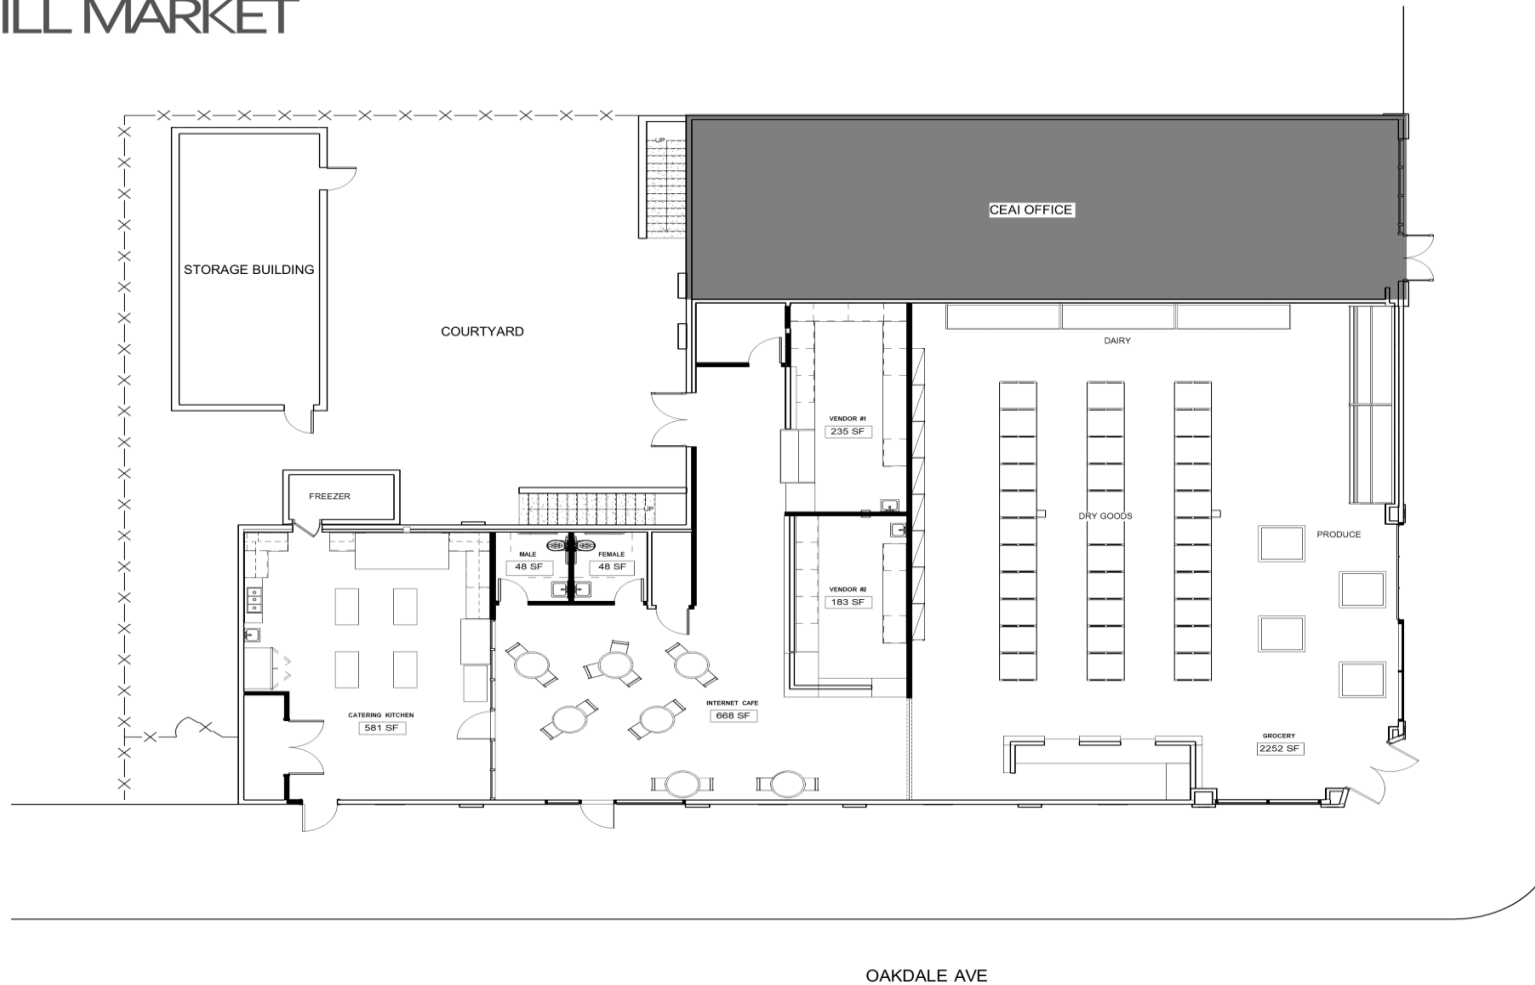 ILL MARKET
UP
CEAI OFFICE
STORAGE BUILDING
COURTYARD
DAIRY
VENDOR #1
235 SF
FREEZER
UP
DRY GOODS
PRODUCE
MALE
48 SF
FEMALE
48 SF
VENDOR #2
183 SF
INTERNET CAFE
668 SF
CATERING KITCHEN
581 SF
GROCERY
2252 SF
OAKDALE AVE